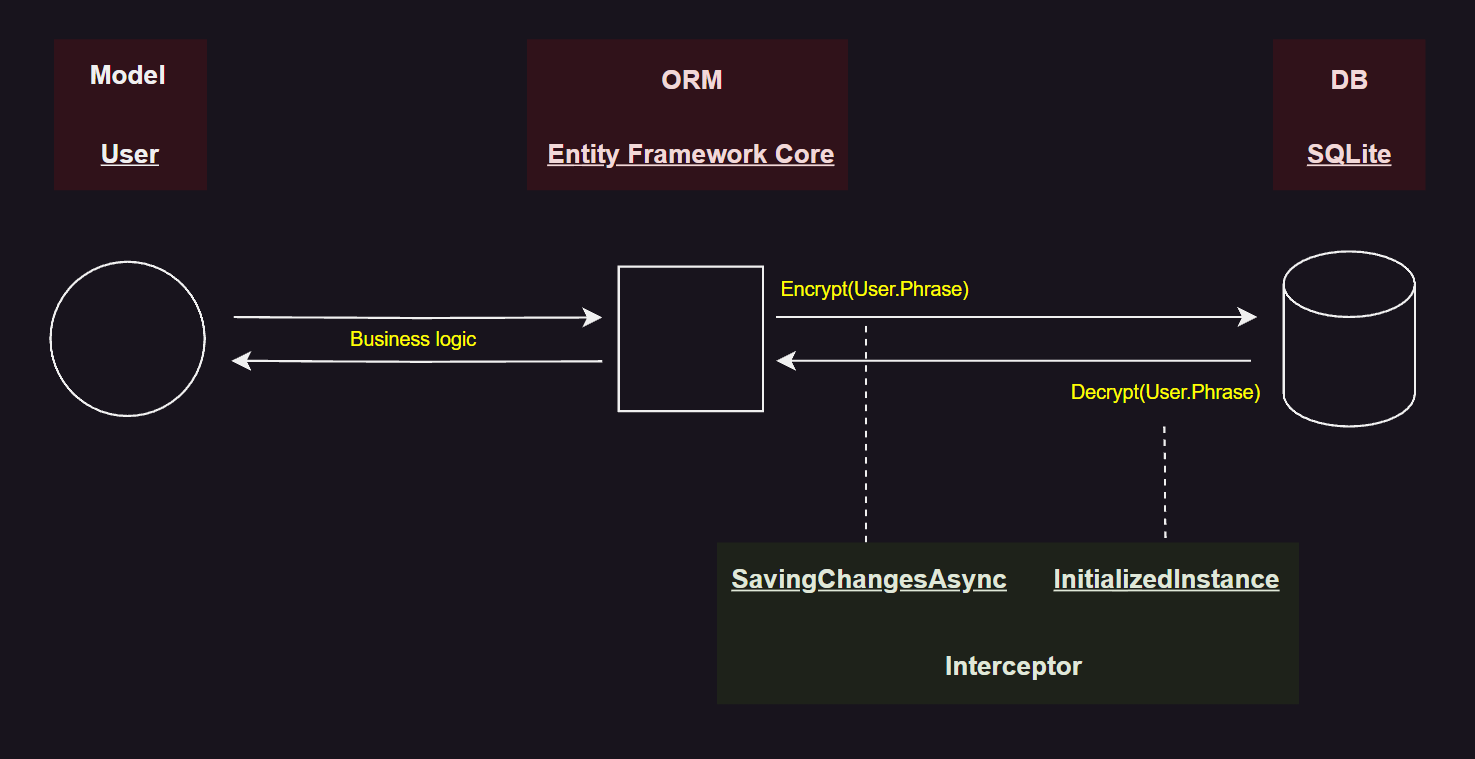 Model
ORM
DB
User
Entity Framework Core
SQLite
Encrypt(User.Phrase)
Business logic
Decrypt(User.Phrase)
SavingChangesAsync
InitializedInstance
Interceptor